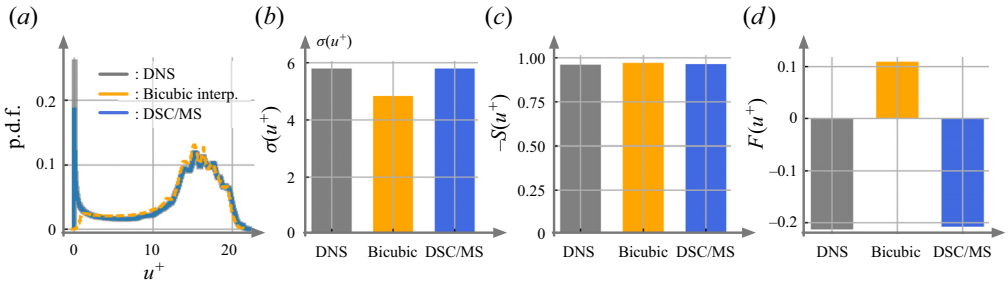 (a)
0.2
0.1
0
p.d.f.
: DNS
: Bicubic interp.
: DSC/MS
0
10
20
u⁺
(b)
σ(u⁺)
6
4
2
0
σ(u⁺)
DNS
Bicubic
DSC/MS
(c)
1.00
0.75
0.50
0.25
0
−S(u⁺)
DNS
Bicubic
DSC/MS
(d)
0.1
0
−0.1
−0.2
F(u⁺)
DNS
Bicubic
DSC/MS